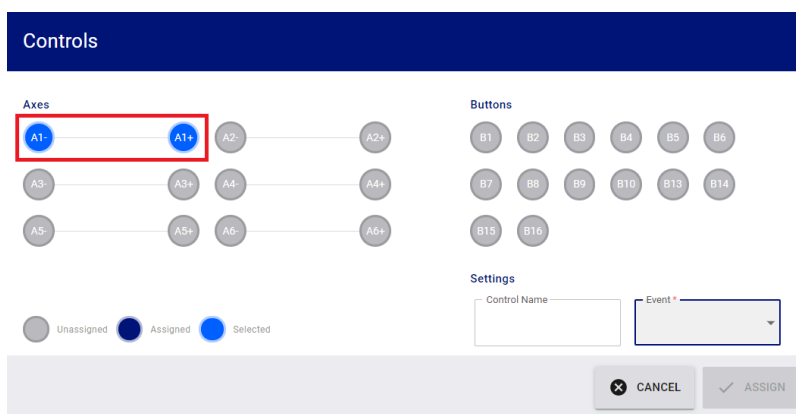 Controls
Axes
A1- A1+ A2- A2+
A3- A3+ A4- A4+
A5- A5+ A6- A6+
Unassigned Assigned Selected
Buttons
B1 B2 B3 B4 B5 B6
B7 B8 B9 B10 B13 B14
B15 B16
Settings
Control Name Event *
CANCEL ASSIGN